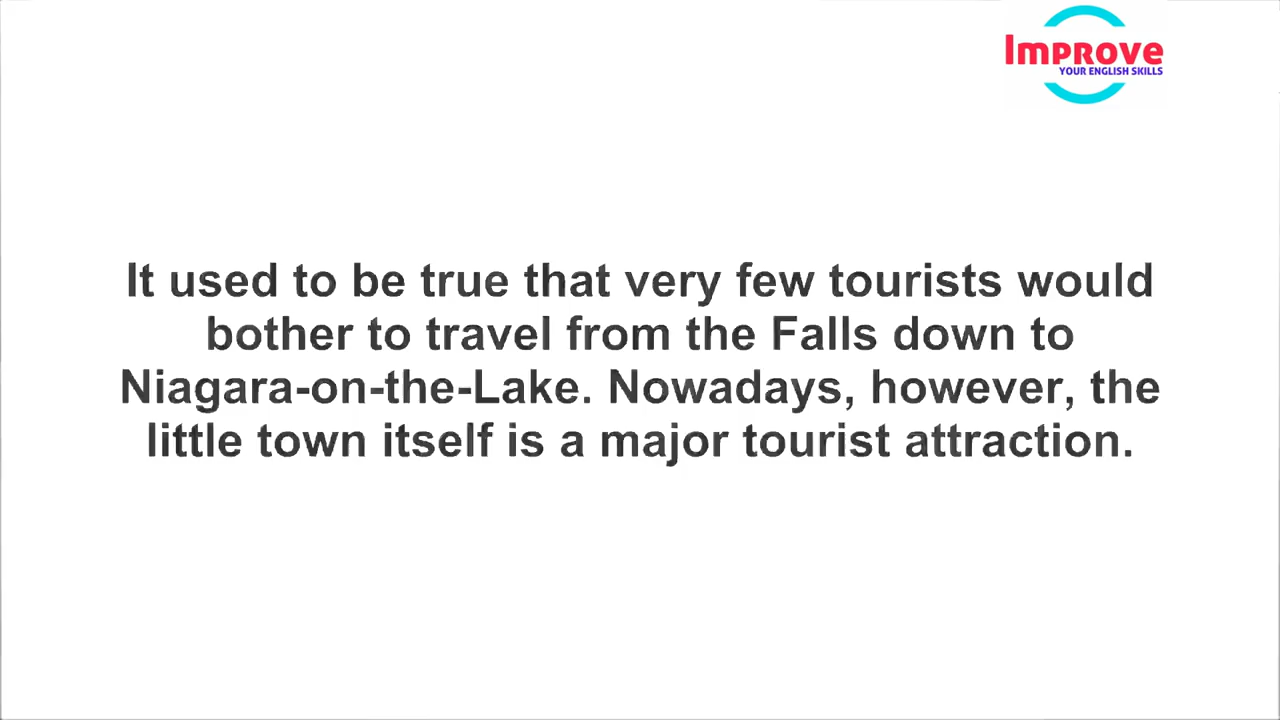 Improve
YOUR ENGLISH SKILLS
It used to be true that very few tourists would
bother to travel from the Falls down to
Niagara-on-the-Lake. Nowadays, however, the
little town itself is a major tourist attraction.